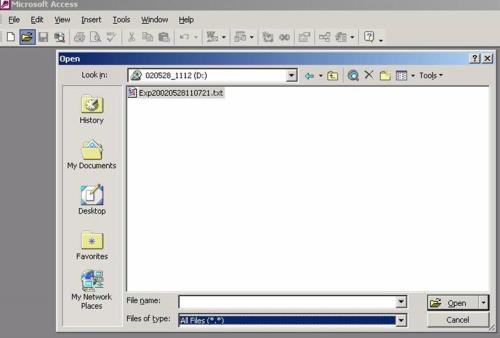 Microsoft Access
File Edit View Insert Tools Window Help
Open
Look in: 020528_1112 (D:) Tools
Exp20020528110721.txt
History
My Documents
Desktop
Favorites
My Network
Places
File name: Open
Files of type: All Files (*.*) Cancel